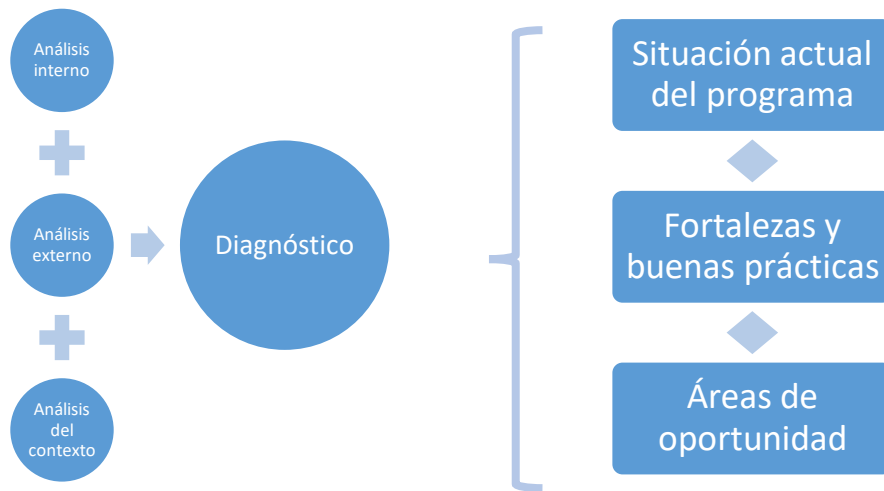 Análisis
interno
Análisis
externo
Análisis
del
contexto
Diagnóstico
Situación actual
del programa
Fortalezas y
buenas prácticas
Áreas de
oportunidad